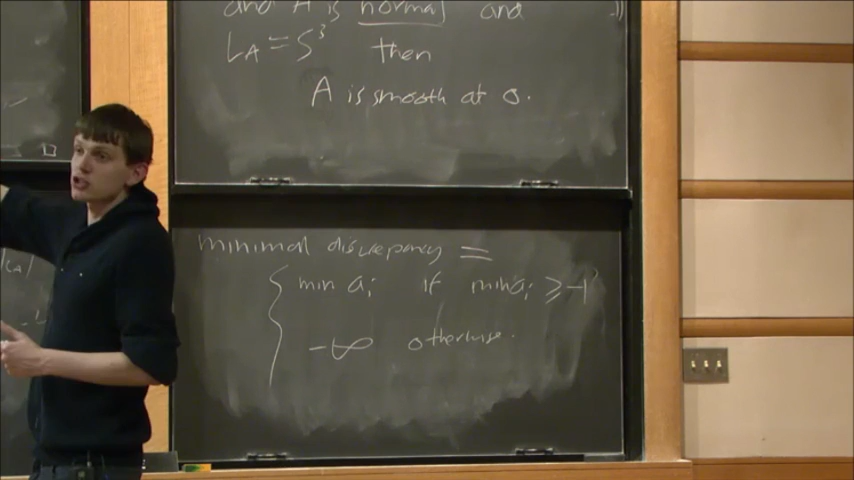 and A is normal and
L_A = S³ then
A is smooth at 0.
minimal discrepancy =
{ min a_i if min a_i ≥ -1
-∞ otherwise.